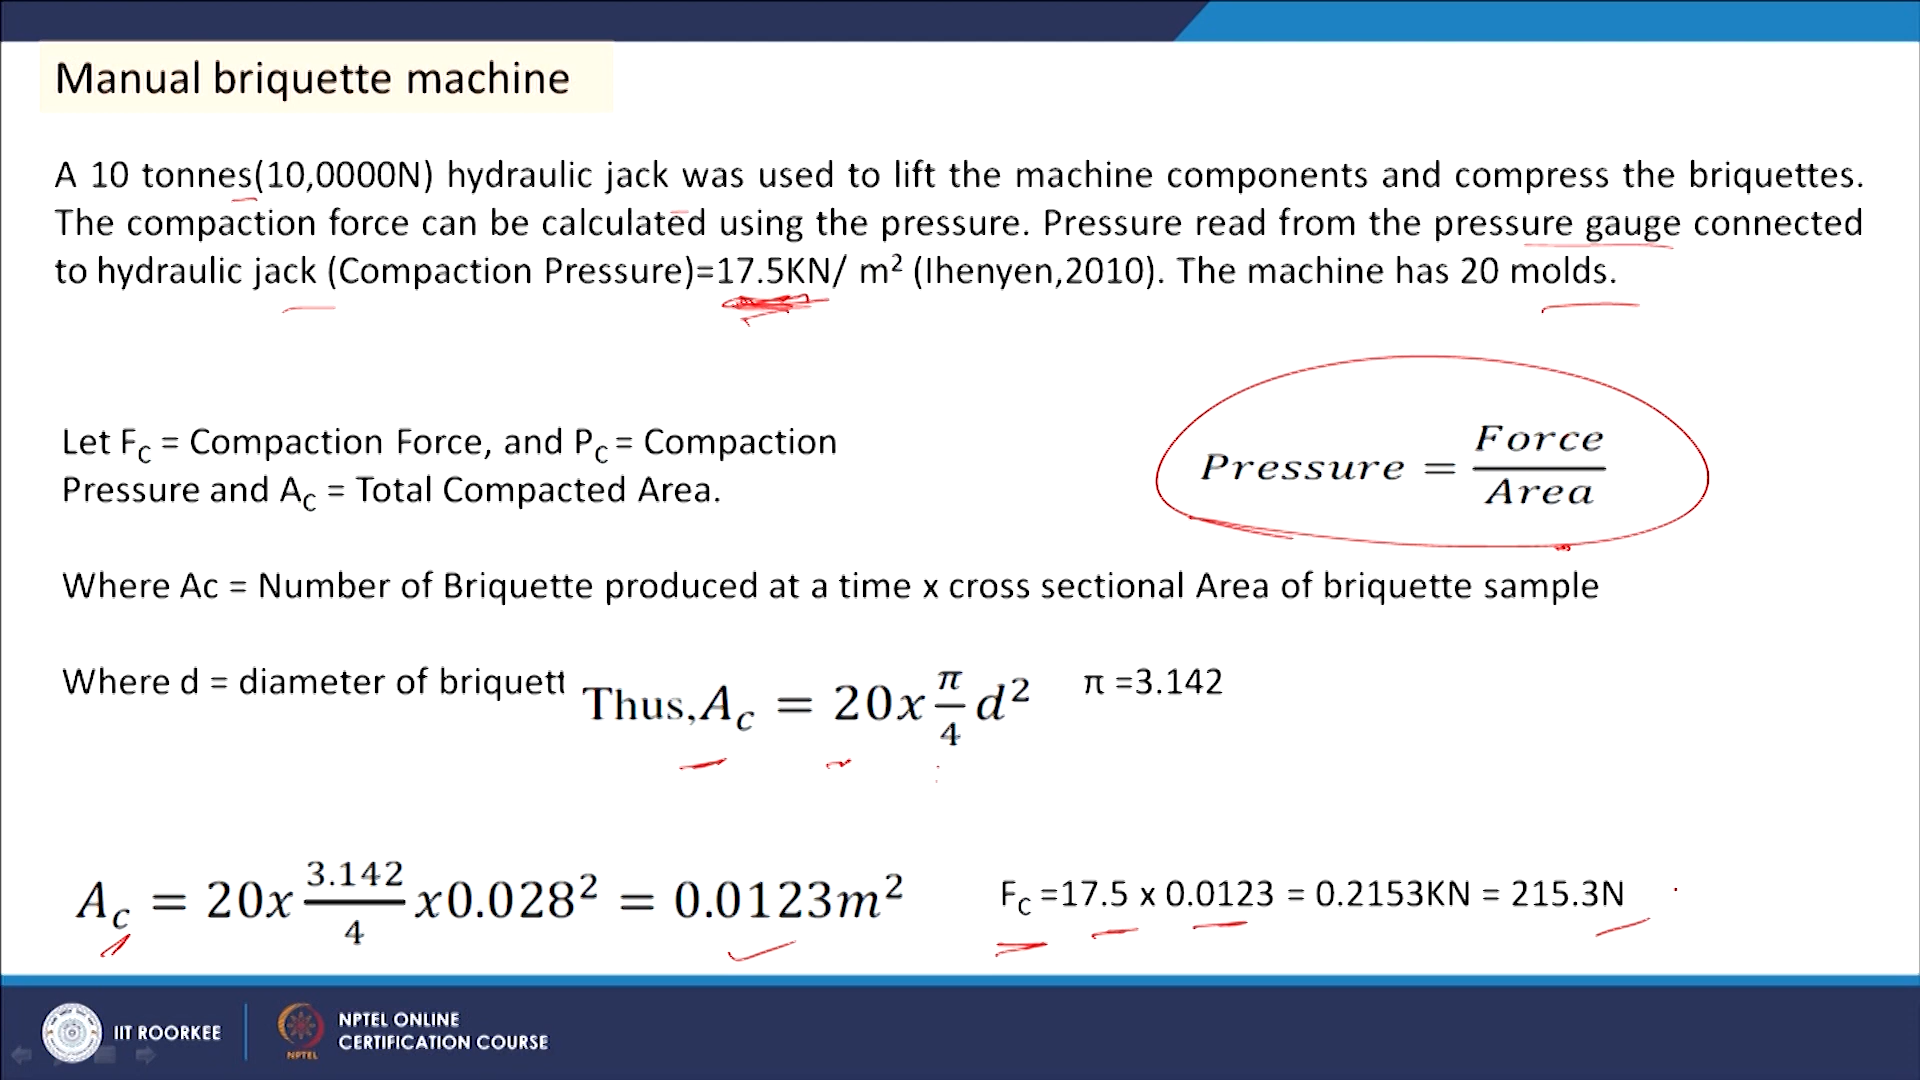 Manual briquette machine
A 10 tonnes(10,0000N) hydraulic jack was used to lift the machine components and compress the briquettes.
The compaction force can be calculated using the pressure. Pressure read from the pressure gauge connected
to hydraulic jack (Compaction Pressure)=17.5KN/ m² (Ihenyen,2010). The machine has 20 molds.
Let F_C = Compaction Force, and P_C = Compaction
Pressure and A_C = Total Compacted Area.
Pressure = Force/Area
Where Ac = Number of Briquette produced at a time x cross sectional Area of briquette sample
Where d = diameter of briquett Thus,A_c = 20x π/4 d² π =3.142
A_c = 20x 3.142/4 x0.028² = 0.0123m² F_C =17.5 x 0.0123 = 0.2153KN = 215.3N
IIT ROORKEE
NPTEL
NPTEL ONLINE
CERTIFICATION COURSE